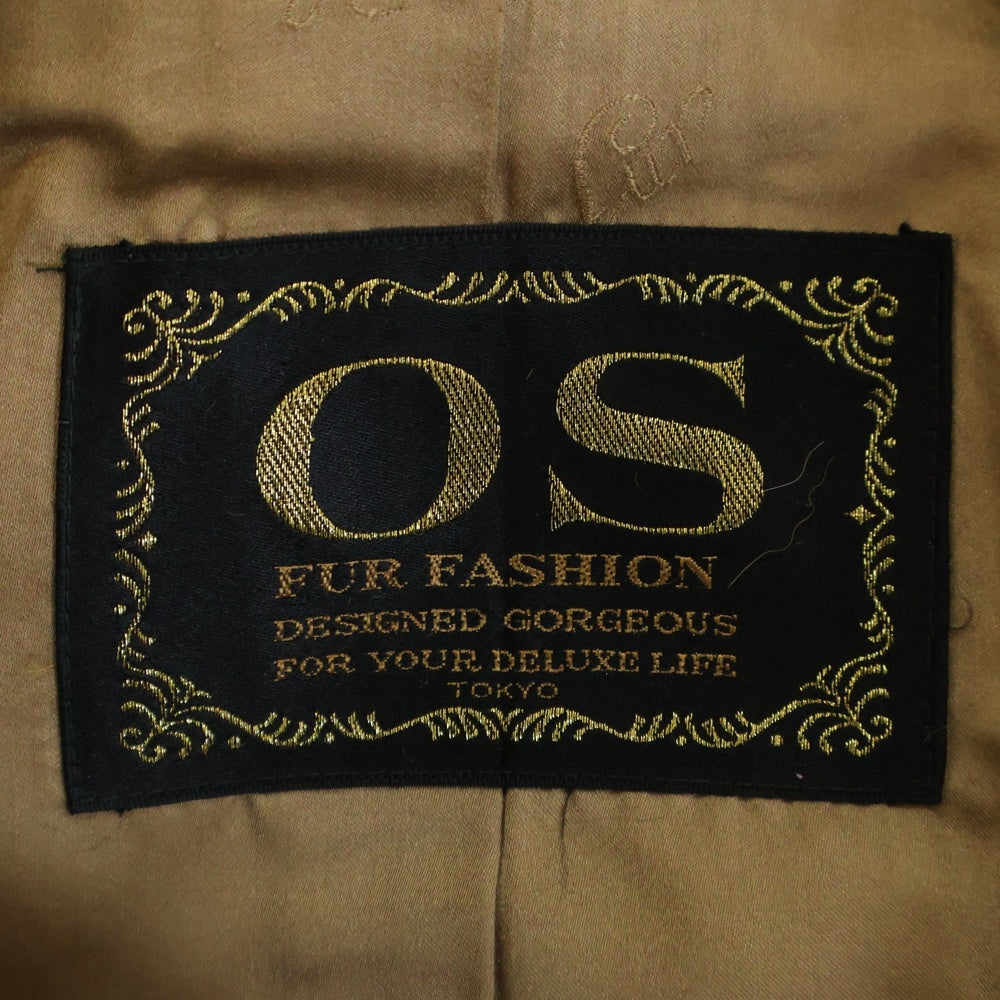 OS
FUR FASHION
DESIGNED GORGEOUS
FOR YOUR DELUXE LIFE
TOKYO